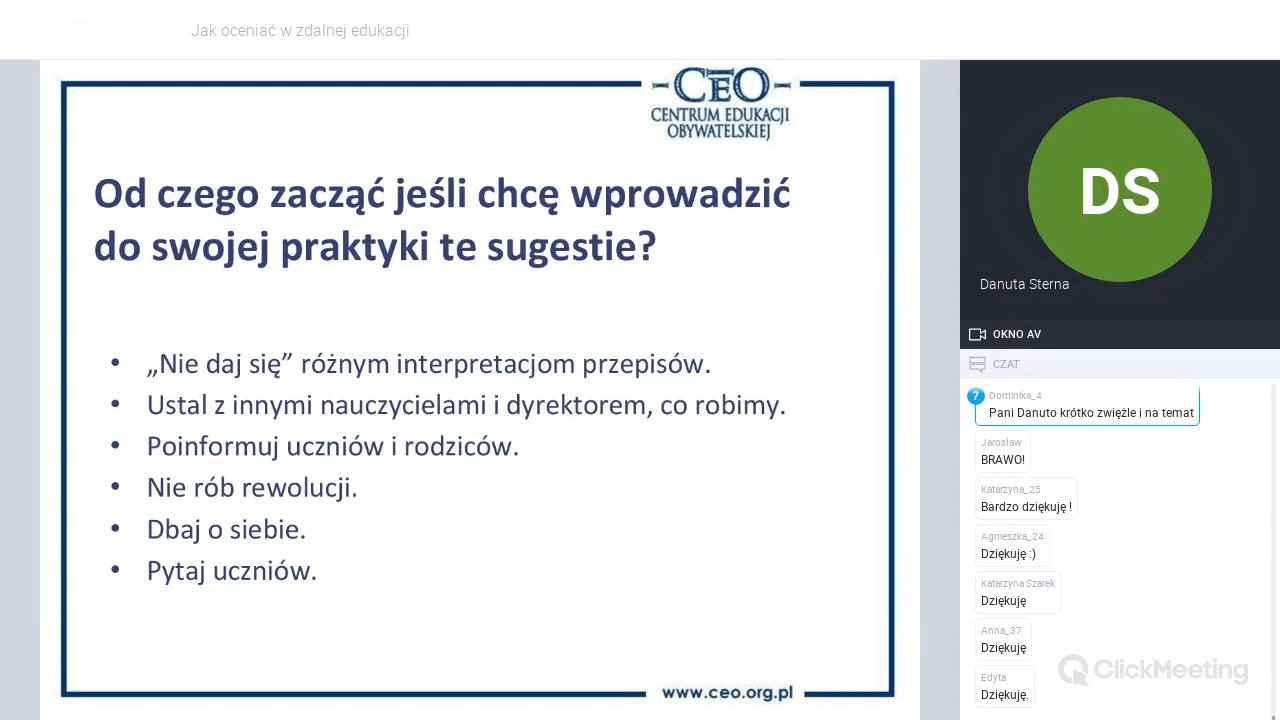 Jak oceniać w zdalnej edukacji
CEO
CENTRUM EDUKACJI
OBYWATELSKIEJ
Od czego zacząć jeśli chcę wprowadzić
do swojej praktyki te sugestie?
• „Nie daj się” różnym interpretacjom przepisów.
• Ustal z innymi nauczycielami i dyrektorem, co robimy.
• Poinformuj uczniów i rodziców.
• Nie rób rewolucji.
• Dbaj o siebie.
• Pytaj uczniów.
www.ceo.org.pl
DS
Danuta Sterna
OKNO AV
CZAT
?
Dominika_4
Pani Danuto krótko zwięźle i na temat
Jarosław
BRAWO!
Katarzyna_25
Bardzo dziękuję !
Agnieszka_24
Dziękuję :)
Katarzyna Szarek
Dziękuję
Anna_37
Dziękuję
Edyta
Dziękuję.
ClickMeeting